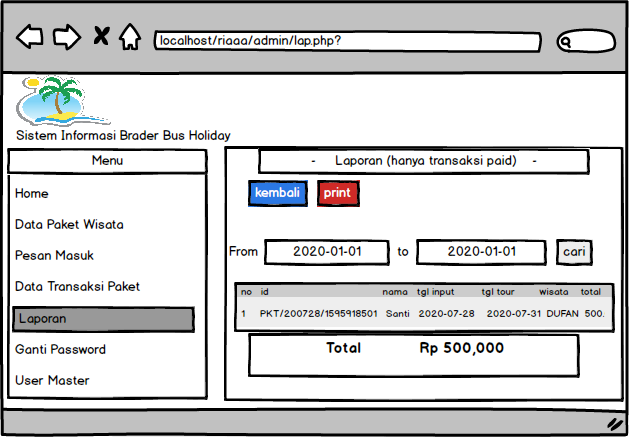 localhost/riaaa/admin/lap.php?
Sistem Informasi Brader Bus Holiday
Menu
Home
Data Paket Wisata
Pesan Masuk
Data Transaksi Paket
Laporan
Ganti Password
User Master
- Laporan (hanya transaksi paid) -
kembali print
From 2020-01-01 to 2020-01-01 cari
no id nama tgl input tgl tour wisata total
1 PKT/200728/1595918501 Santi 2020-07-28 2020-07-31 DUFAN 500.
Total Rp 500,000